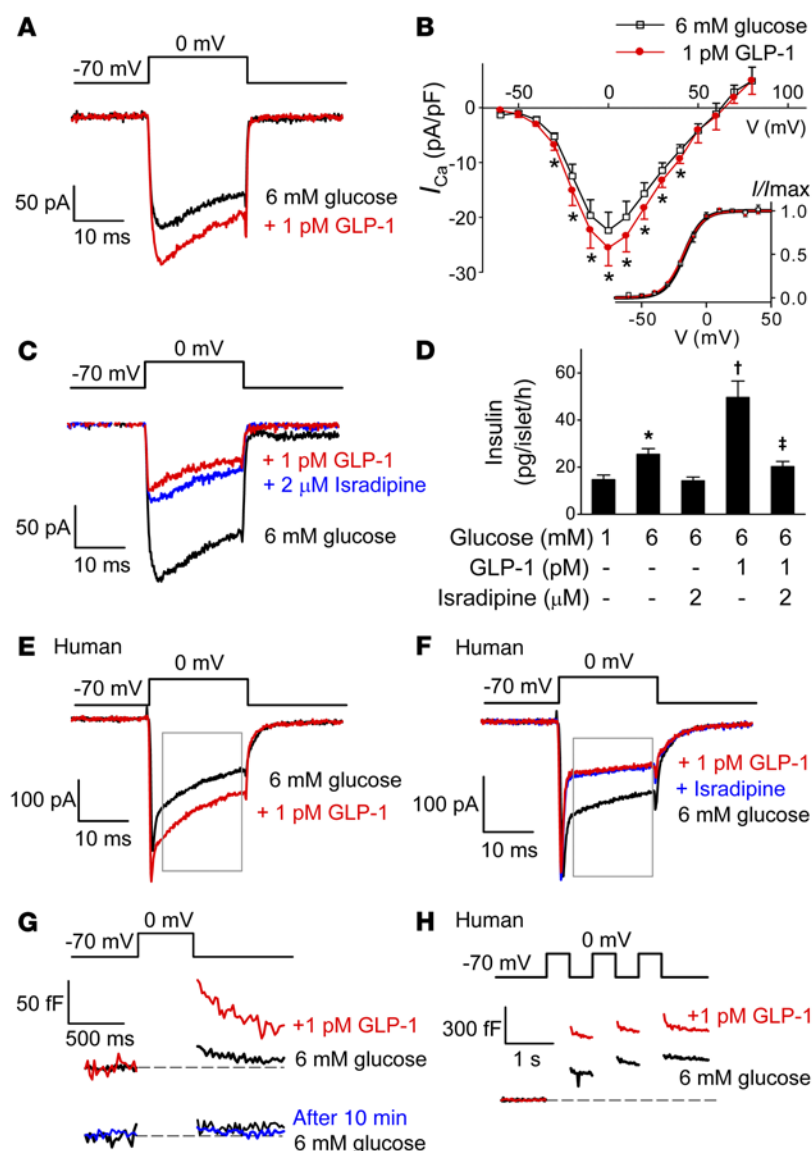 A
0 mV
-70 mV
50 pA
10 ms
6 mM glucose
+ 1 pM GLP-1
B
6 mM glucose
1 pM GLP-1
-50 0 50 100
V (mV)
0
-10
-20
-30
I Ca (pA/pF)
* * * * * * * *
I/Imax
1.0
0.5
0.0
-50 0 50
V (mV)
C
0 mV
-70 mV
+ 1 pM GLP-1
+ 2 μM Isradipine
50 pA
10 ms
6 mM glucose
D
60
40
20
0
Insulin
(pg/islet/h)
* † ‡
Glucose (mM) 1 6 6 6 6
GLP-1 (pM) - - - 1 1
Isradipine (μM) - - 2 - 2
E Human
0 mV
-70 mV
6 mM glucose
+ 1 pM GLP-1
100 pA
10 ms
F Human
0 mV
-70 mV
+ 1 pM GLP-1
+ Isradipine
6 mM glucose
100 pA
10 ms
G
0 mV
-70 mV
50 fF
500 ms
+1 pM GLP-1
6 mM glucose
After 10 min
6 mM glucose
H Human
0 mV
-70 mV
300 fF
1 s
+1 pM GLP-1
6 mM glucose